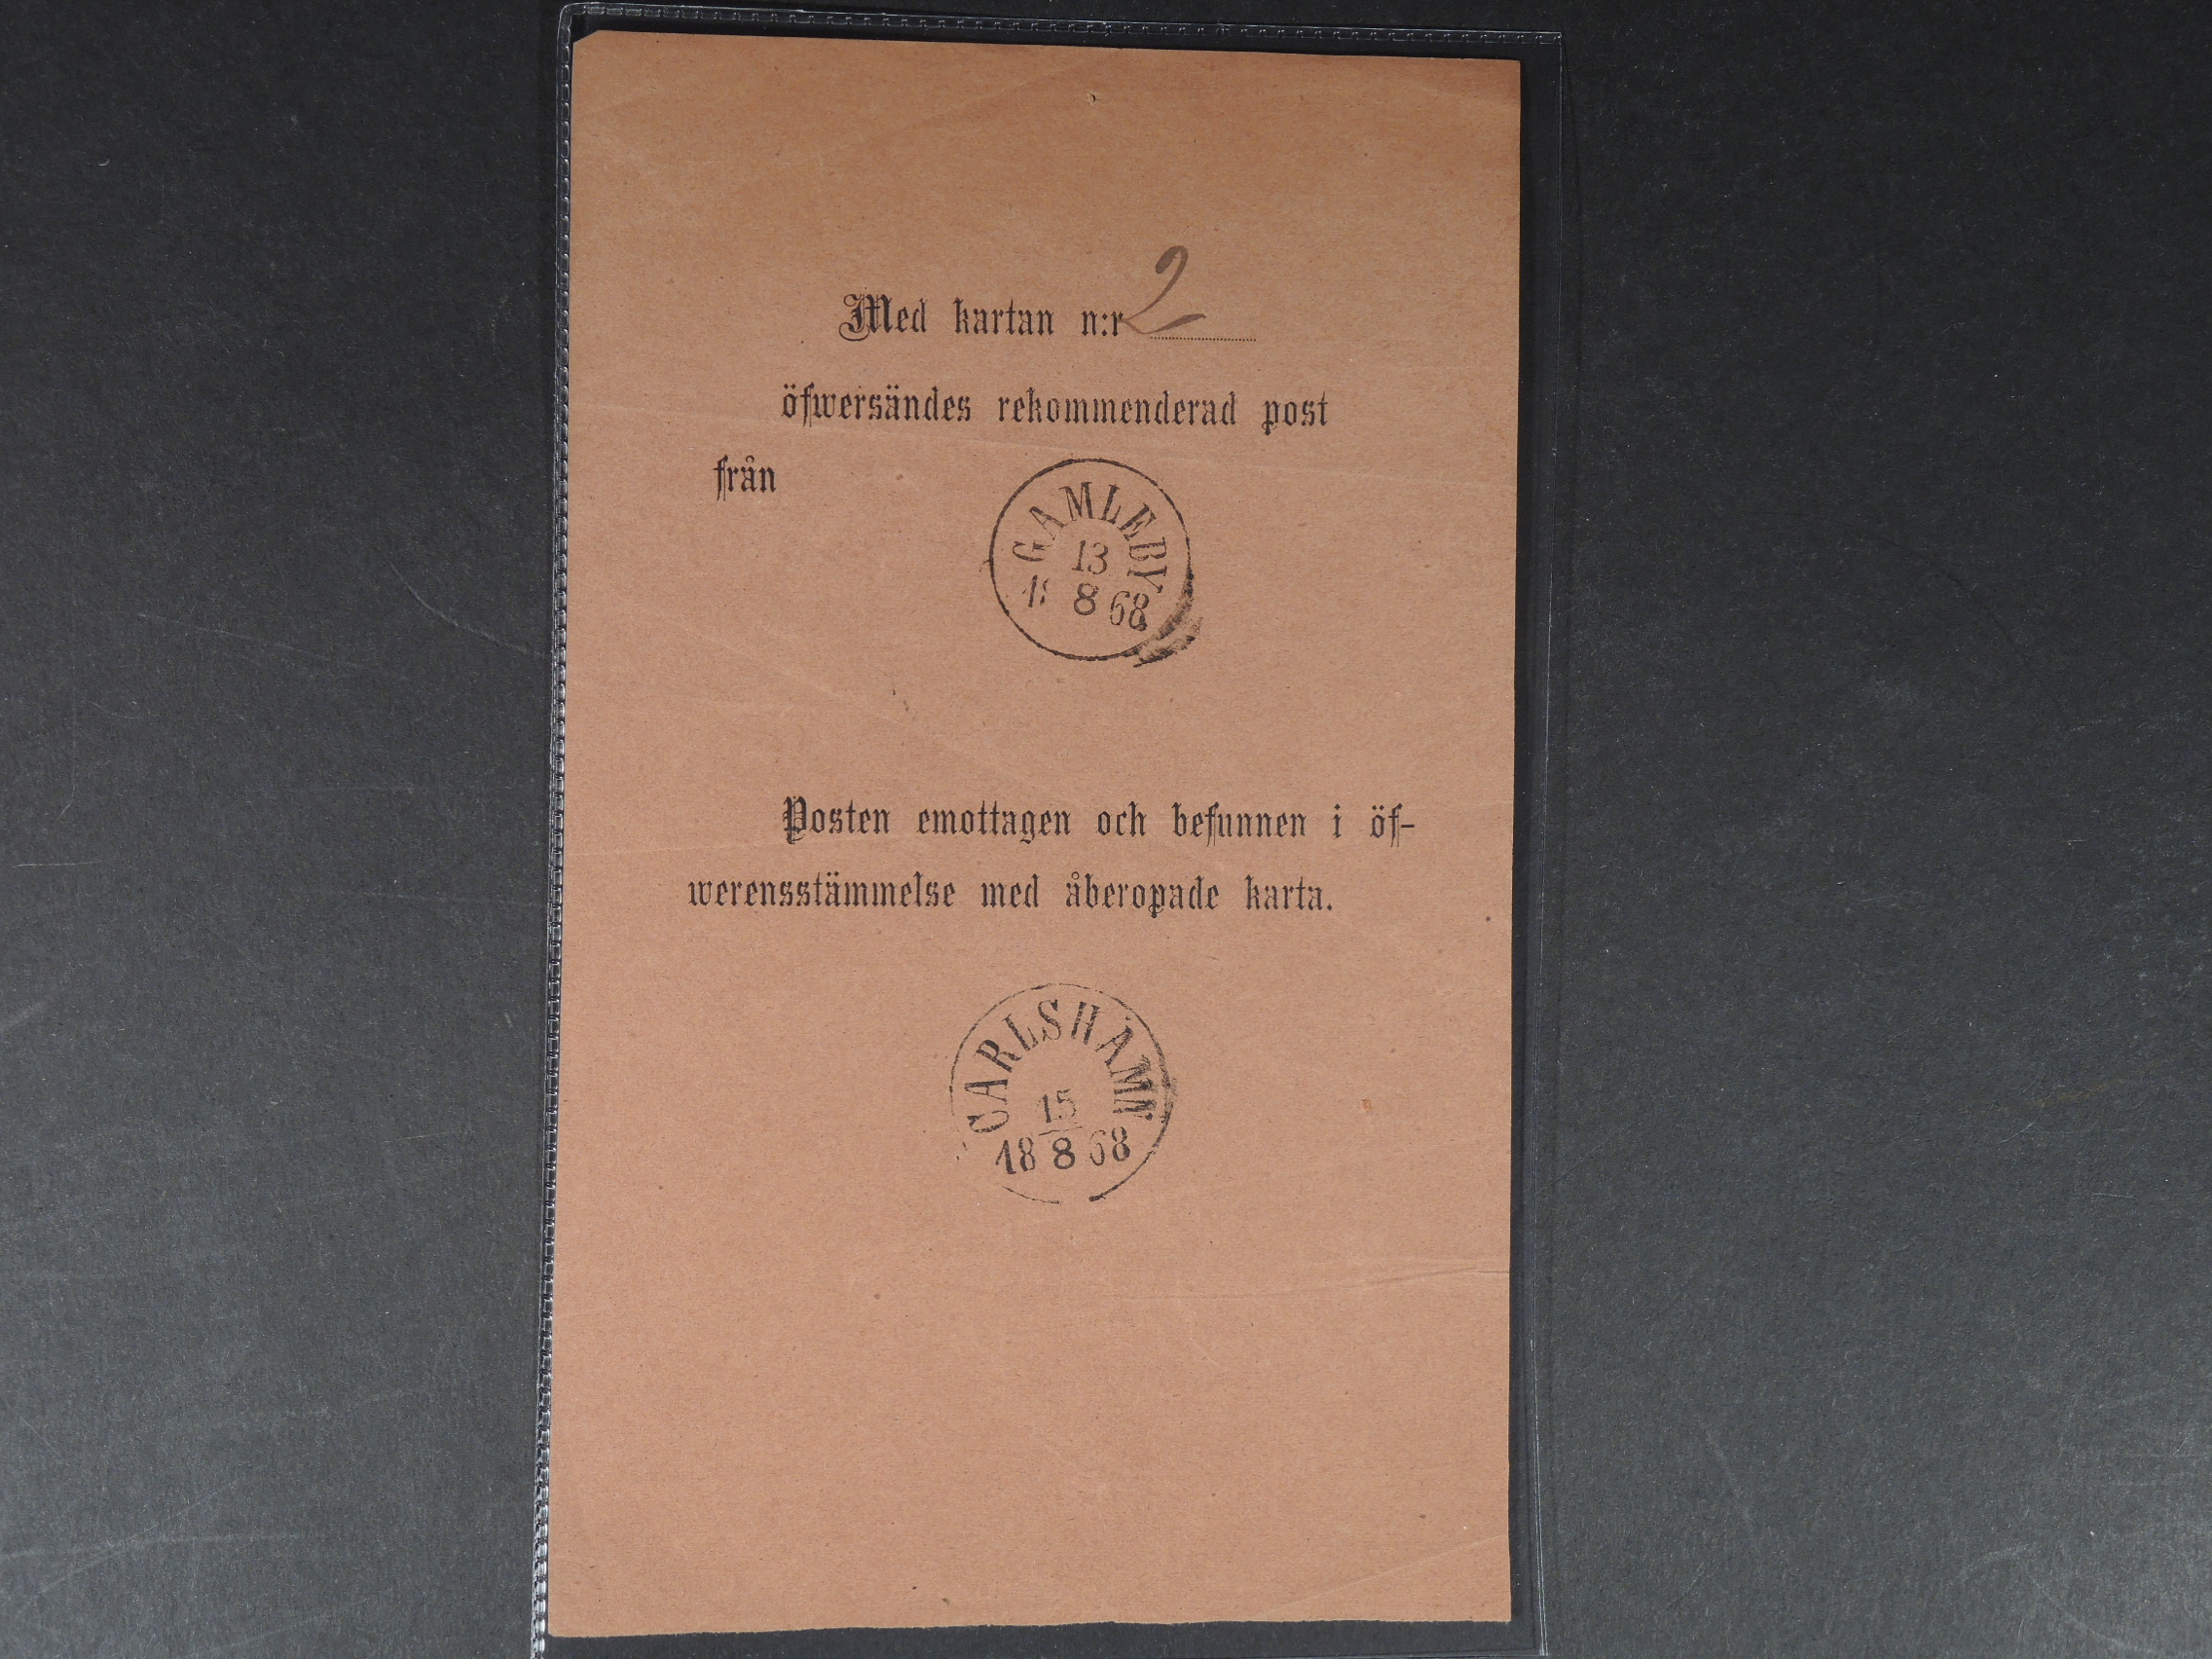 Med kartan n:r 2
öfwersändes rekommenderad post
från
GAMLEBY
13
8 68
Posten emottagen och befunnen i öf-
werensstämmelse med åberopade karta.
CARLSHAMN
15
18 8 68